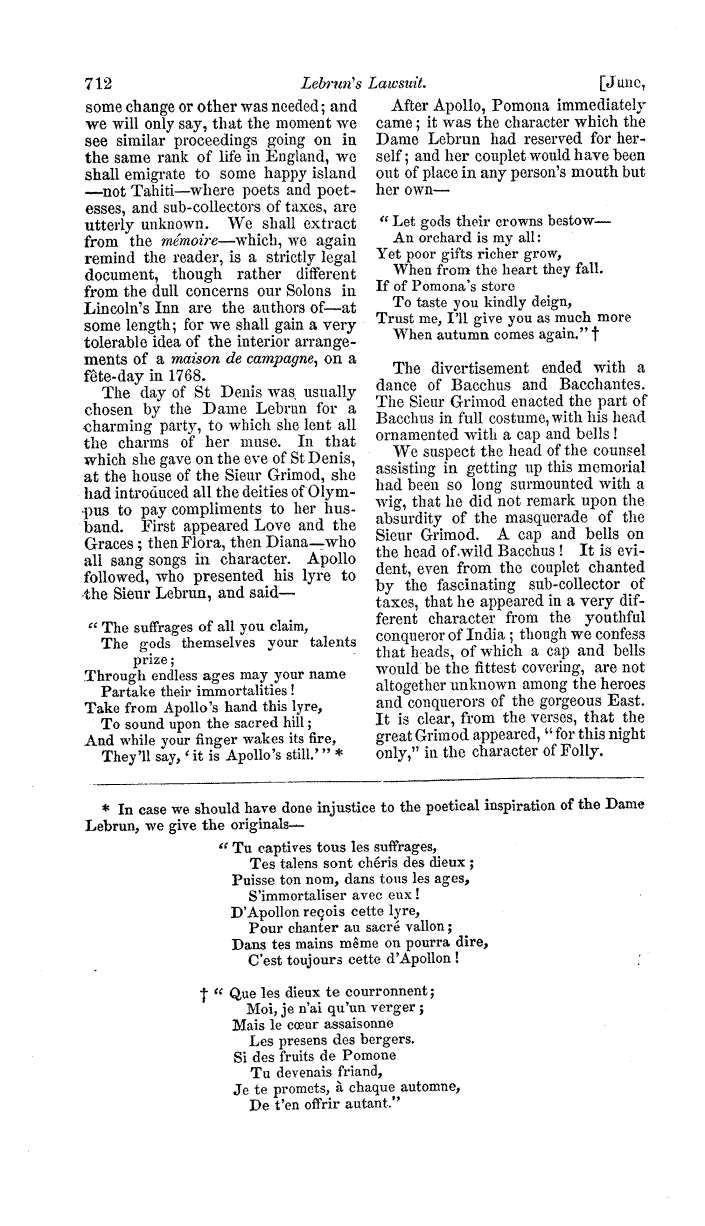 712 Lebrun's Lawsuit. [June,
some change or other was needed; and
we will only say, that the moment we
see similar proceedings going on in
the same rank of life in England, we
shall emigrate to some happy island
—not Tahiti—where poets and poet-
esses, and sub-collectors of taxes, are
utterly unknown. We shall extract
from the mémoire—which, we again
remind the reader, is a strictly legal
document, though rather different
from the dull concerns our Solons in
Lincoln's Inn are the authors of—at
some length; for we shall gain a very
tolerable idea of the interior arrange-
ments of a maison de campagne, on a
fête-day in 1768.
The day of St Denis was usually
chosen by the Dame Lebrun for a
charming party, to which she lent all
the charms of her muse. In that
which she gave on the eve of St Denis,
at the house of the Sieur Grimod, she
had introduced all the deities of Olym-
pus to pay compliments to her hus-
band. First appeared Love and the
Graces; then Flora, then Diana—who
all sang songs in character. Apollo
followed, who presented his lyre to
the Sieur Lebrun, and said—
“The suffrages of all you claim,
The gods themselves your talents
prize;
Through endless ages may your name
Partake their immortalities!
Take from Apollo's hand this lyre,
To sound upon the sacred hill;
And while your finger wakes its fire,
They'll say, ‘it is Apollo's still.’” *
After Apollo, Pomona immediately
came; it was the character which the
Dame Lebrun had reserved for her-
self; and her couplet would have been
out of place in any person's mouth but
her own—
“Let gods their crowns bestow—
An orchard is my all:
Yet poor gifts richer grow,
When from the heart they fall.
If of Pomona's store
To taste you kindly deign,
Trust me, I'll give you as much more
When autumn comes again.” †
The divertisement ended with a
dance of Bacchus and Bacchantes.
The Sieur Grimod enacted the part of
Bacchus in full costume, with his head
ornamented with a cap and bells!
We suspect the head of the counsel
assisting in getting up this memorial
had been so long surmounted with a
wig, that he did not remark upon the
absurdity of the masquerade of the
Sieur Grimod. A cap and bells on
the head of wild Bacchus! It is evi-
dent, even from the couplet chanted
by the fascinating sub-collector of
taxes, that he appeared in a very dif-
ferent character from the youthful
conqueror of India; though we confess
that heads, of which a cap and bells
would be the fittest covering, are not
altogether unknown among the heroes
and conquerors of the gorgeous East.
It is clear, from the verses, that the
great Grimod appeared, “for this night
only,” in the character of Folly.
* In case we should have done injustice to the poetical inspiration of the Dame
Lebrun, we give the originals—
“Tu captives tous les suffrages,
Tes talens sont chéris des dieux;
Puisse ton nom, dans tous les ages,
S'immortaliser avec eux!
D'Apollon reçois cette lyre,
Pour chanter au sacré vallon;
Dans tes mains même on pourra dire,
C'est toujours cette d'Apollon!
† “Que les dieux te courronnent;
Moi, je n'ai qu'un verger;
Mais le cœur assaisonne
Les presens des bergers.
Si des fruits de Pomone
Tu devenais friand,
Je te promets, à chaque automne,
De t'en offrir autant.”